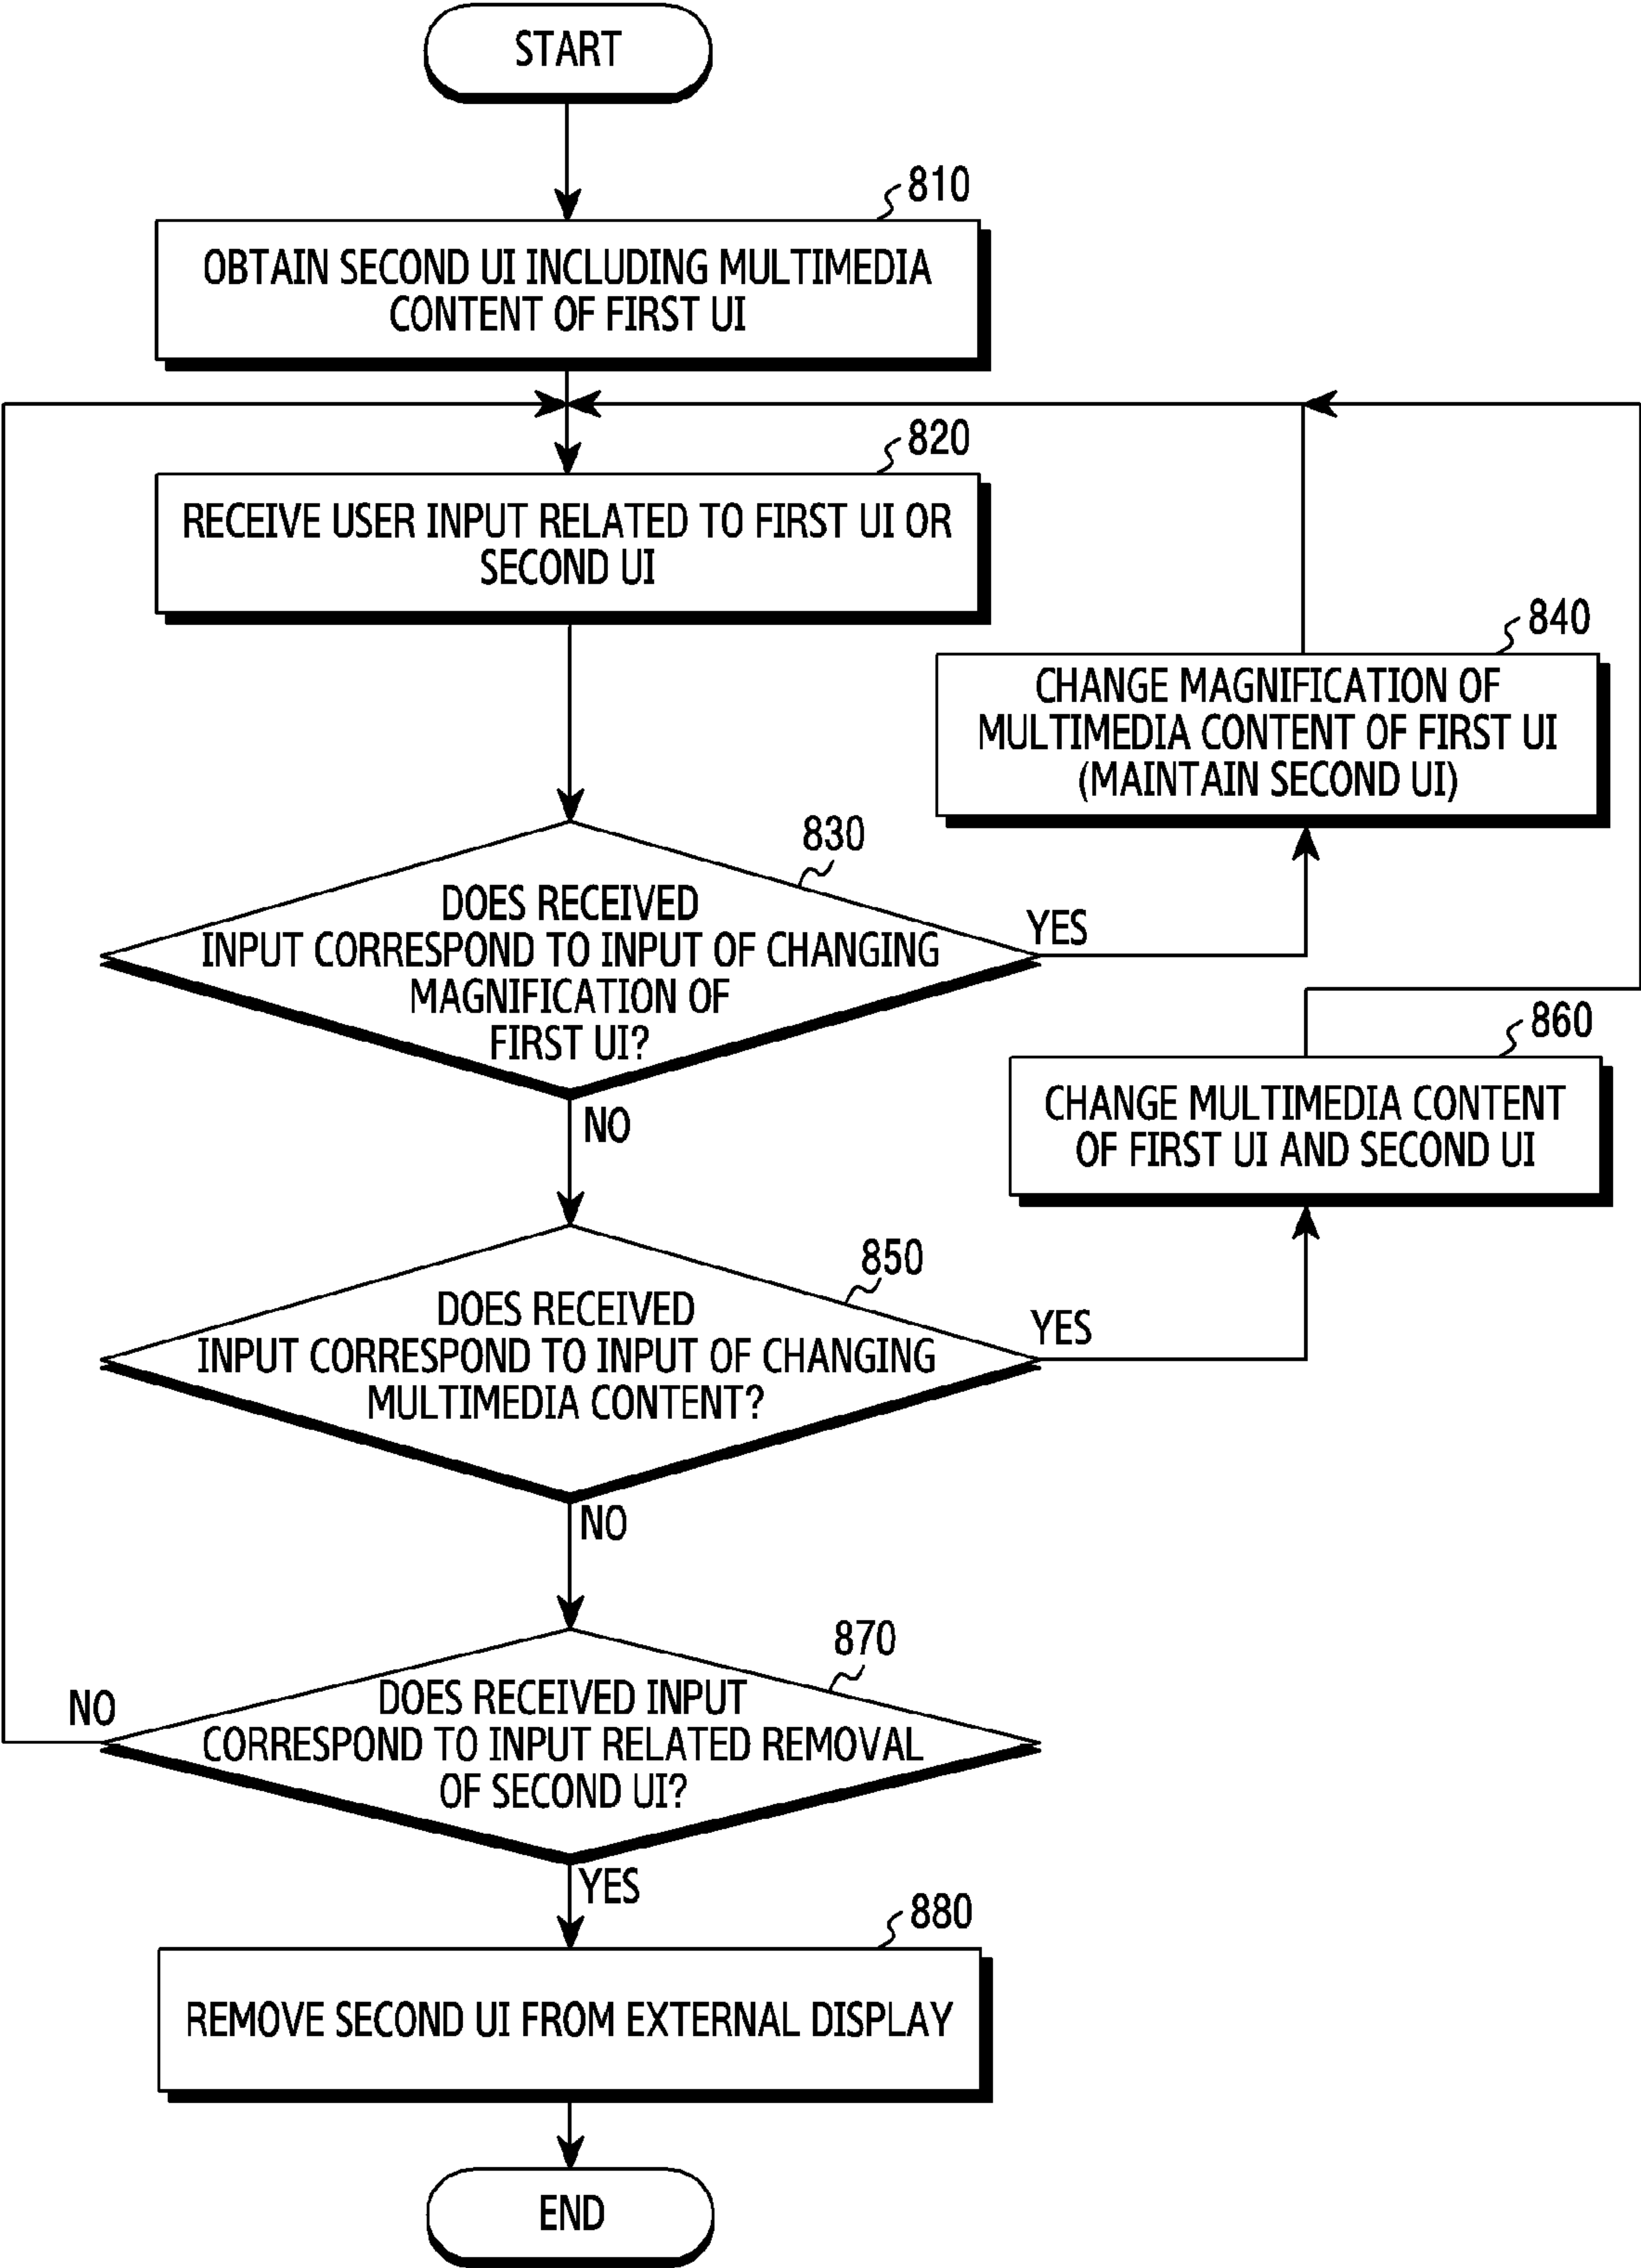 START
810
OBTAIN SECOND UI INCLUDING MULTIMEDIA
CONTENT OF FIRST UI
820
RECEIVE USER INPUT RELATED TO FIRST UI OR
SECOND UI
840
CHANGE MAGNIFICATION OF
MULTIMEDIA CONTENT OF FIRST UI
(MAINTAIN SECOND UI)
830
DOES RECEIVED
INPUT CORRESPOND TO INPUT OF CHANGING
MAGNIFICATION OF
FIRST UI?
YES
NO
860
CHANGE MULTIMEDIA CONTENT
OF FIRST UI AND SECOND UI
850
DOES RECEIVED
INPUT CORRESPOND TO INPUT OF CHANGING
MULTIMEDIA CONTENT?
YES
NO
870
DOES RECEIVED INPUT
CORRESPOND TO INPUT RELATED REMOVAL
OF SECOND UI?
NO
YES
880
REMOVE SECOND UI FROM EXTERNAL DISPLAY
END